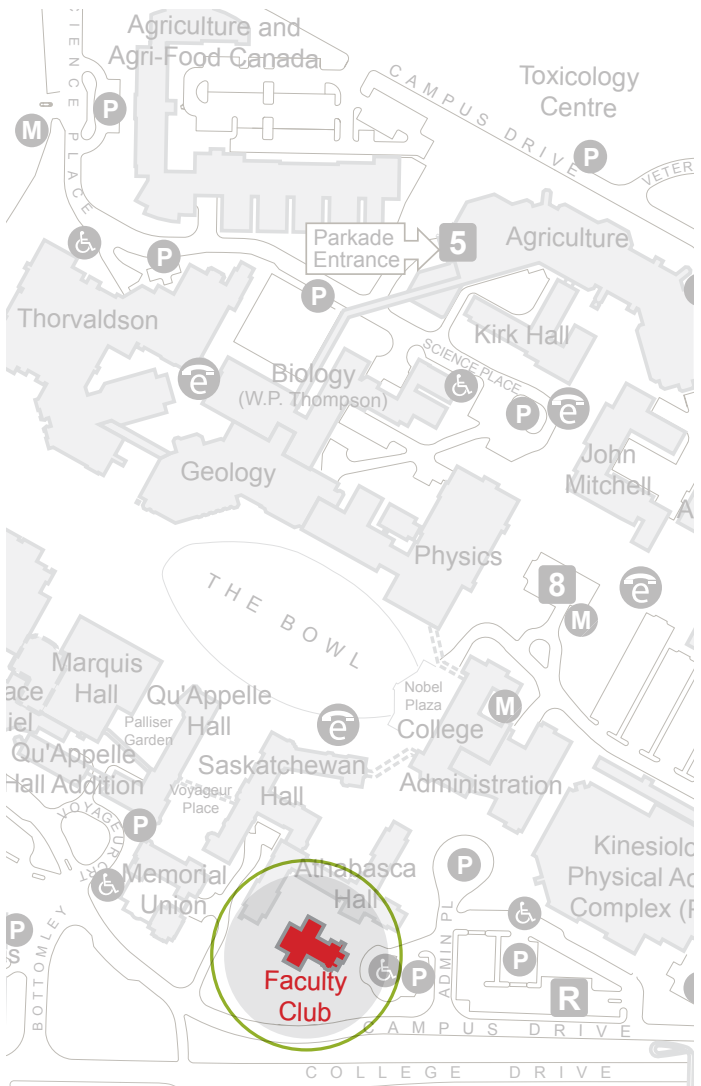 Agriculture and
Agri-Food Canada
SCIENCE PLACE
CAMPUS DRIVE
Toxicology
Centre
P
M
P
VETER
P
Parkade
Entrance
5
Agriculture
P
Thorvaldson
Kirk Hall
SCIENCE PLACE
Biology
(W.P. Thompson)
e
P
e
John
Mitchell
A
Geology
Physics
THE BOWL
8
M
e
Marquis
Hall
Qu'Appelle
Hall
Nobel
Plaza
M
ace
iel
Palliser
Garden
e
College
Qu'Appelle
Hall Addition
Saskatchewan
Hall
Administration
Voyageur
Place
VOYAGEUR CRT
P
Kinesiolo
Physical Ac
Complex (P
Memorial
Union
Athabasca
Hall
P
P
S
BOTTOMLEY
ADMIN PL
P
P
R
Faculty
Club
CAMPUS DRIVE
COLLEGE DRIVE